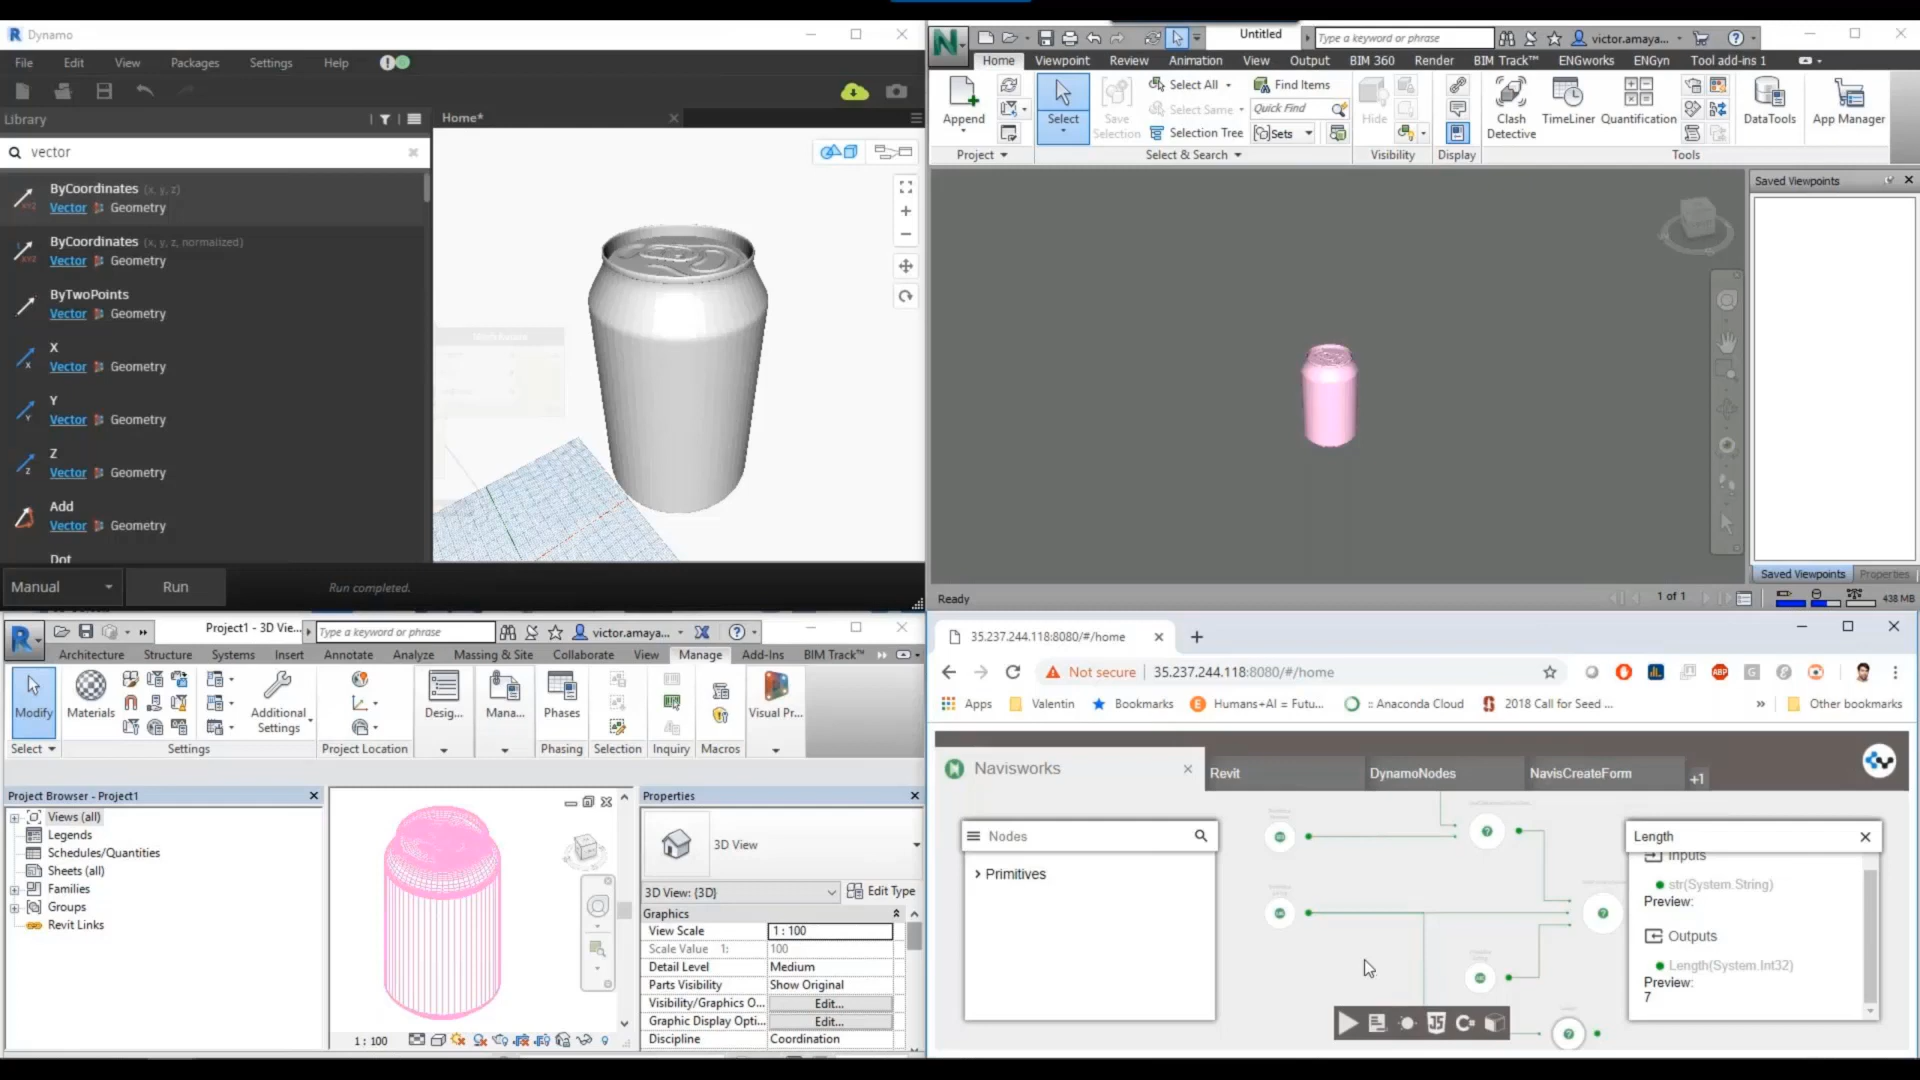 Dynamo
File Edit View Packages Settings Help
Library
vector
Home*
ByCoordinates (x, y, z)
Vector Geometry
ByCoordinates (x, y, z, normalized)
Vector Geometry
ByTwoPoints
Vector Geometry
X
Vector Geometry
Y
Vector Geometry
Z
Vector Geometry
Add
Vector Geometry
Dot
Manual Run Run completed.
Untitled Type a keyword or phrase victor.amaya...
Home Viewpoint Review Animation View Output BIM 360 Render BIM Track™ ENGworks ENGyn Tool add-ins 1
Append
Select
Save Selection
Select All
Select Same
Selection Tree
Find Items
Quick Find
Sets
Hide
Clash Detective
TimeLiner
Quantification
DataTools
App Manager
Project Select & Search Visibility Display Tools
Saved Viewpoints
Saved Viewpoints Properties
Ready 1 of 1 438 MB
Project1 - 3D Vie... Type a keyword or phrase victor.amaya...
Architecture Structure Systems Insert Annotate Analyze Massing & Site Collaborate View Manage Add-Ins BIM Track™
Modify
Materials
Additional Settings
Desig...
Mana...
Phases
Visual Pr...
Select Settings Project Location Phasing Selection Inquiry Macros
Project Browser - Project1
Views (all)
Legends
Schedules/Quantities
Sheets (all)
Families
Groups
Revit Links
1 : 100
Properties
3D View
3D View: {3D} Edit Type
Graphics
View Scale 1 : 100
Scale Value 1: 100
Detail Level Medium
Parts Visibility Show Original
Visibility/Graphics O... Edit...
Graphic Display Opti... Edit...
Discipline Coordination
35.237.244.118:8080/#/home
Not secure 35.237.244.118:8080/#/home
Apps Valentin Bookmarks Humans+AI = Futu... :: Anaconda Cloud 2018 Call for Seed ... » Other bookmarks
Navisworks Revit DynamoNodes NavisCreateForm +1
Nodes
Primitives
Length
Inputs
str(System.String)
Preview:
Outputs
Length(System.Int32)
Preview:
7